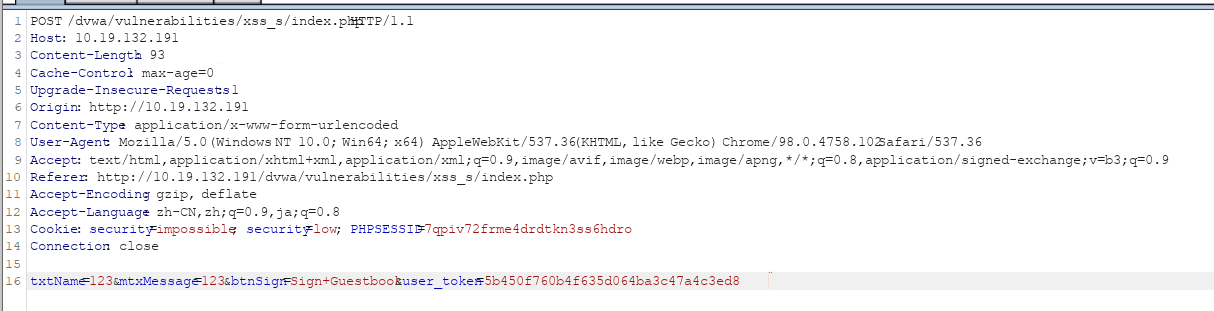 1 POST /dvwa/vulnerabilities/xss_s/index.php HTTP/1.1
2 Host: 10.19.132.191
3 Content-Length: 93
4 Cache-Control: max-age=0
5 Upgrade-Insecure-Requests: 1
6 Origin: http://10.19.132.191
7 Content-Type: application/x-www-form-urlencoded
8 User-Agent: Mozilla/5.0 (Windows NT 10.0; Win64; x64) AppleWebKit/537.36 (KHTML, like Gecko) Chrome/98.0.4758.102 Safari/537.36
9 Accept: text/html,application/xhtml+xml,application/xml;q=0.9,image/avif,image/webp,image/apng,*/*;q=0.8,application/signed-exchange;v=b3;q=0.9
10 Referer: http://10.19.132.191/dvwa/vulnerabilities/xss_s/index.php
11 Accept-Encoding: gzip, deflate
12 Accept-Language: zh-CN,zh;q=0.9,ja;q=0.8
13 Cookie: security=impossible; security=low; PHPSESSID=7qpiv72frme4drdtkn3ss6hdro
14 Connection: close
15
16 txtName=123&mtxMessage=123&btnSign=Sign+Guestbook&user_token=5b450f760b4f635d064ba3c47a4c3ed8